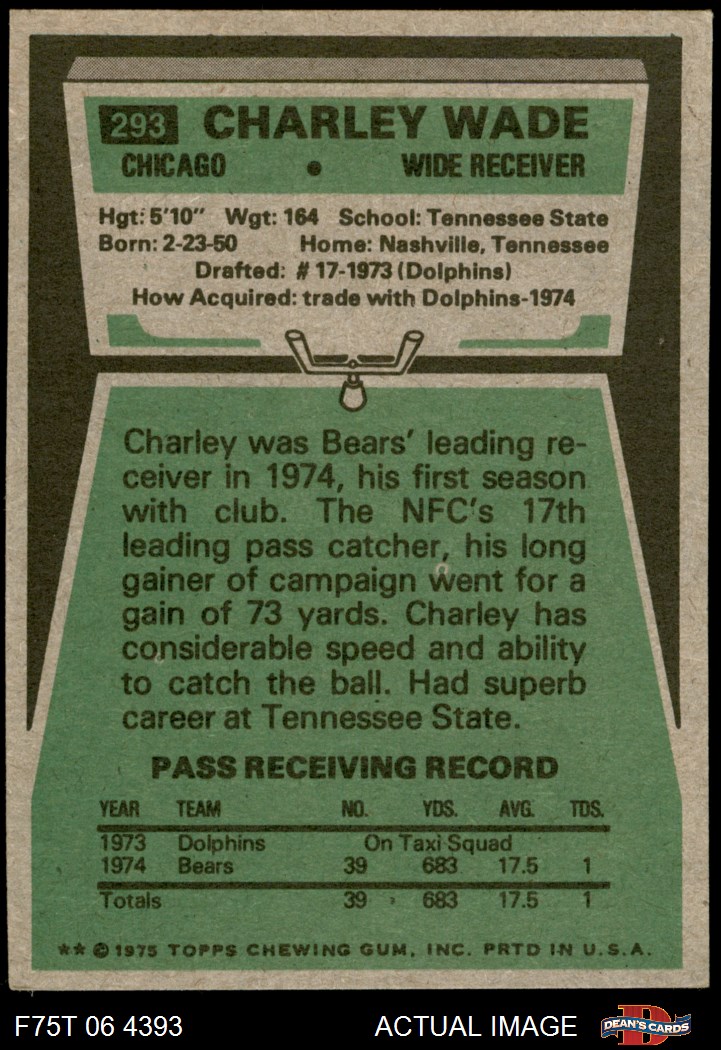 293 CHARLEY WADE
CHICAGO • WIDE RECEIVER
Hgt: 5'10" Wgt: 164 School: Tennessee State
Born: 2-23-50 Home: Nashville, Tennessee
Drafted: #17-1973 (Dolphins)
How Acquired: trade with Dolphins-1974
Charley was Bears' leading re-
ceiver in 1974, his first season
with club. The NFC's 17th
leading pass catcher, his long
gainer of campaign went for a
gain of 73 yards. Charley has
considerable speed and ability
to catch the ball. Had superb
career at Tennessee State.
PASS RECEIVING RECORD
YEAR TEAM NO. YDS. AVG. TDS.
1973 Dolphins On Taxi Squad
1974 Bears 39 683 17.5 1
Totals 39 683 17.5 1
** © 1975 TOPPS CHEWING GUM, INC. PRTD IN U.S.A.
F75T 06 4393 ACTUAL IMAGE D DEAN'S CARDS